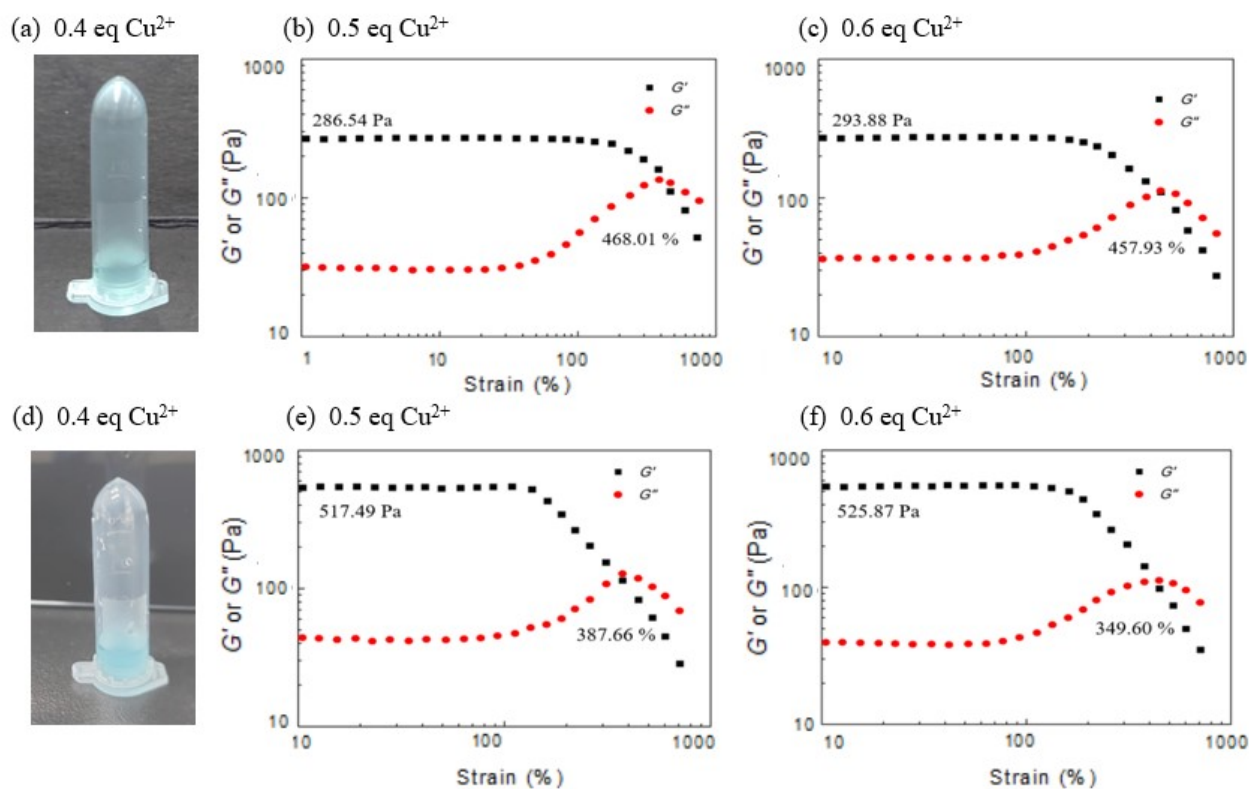 (a) 0.4 eq Cu²⁺
(b) 0.5 eq Cu²⁺
(c) 0.6 eq Cu²⁺
1000
100
10
G' or G" (Pa)
286.54 Pa
G'
G"
468.01 %
1
10
100
1000
Strain (%)
1000
100
10
G' or G" (Pa)
293.88 Pa
G'
G"
457.93 %
10
100
1000
Strain (%)
(d) 0.4 eq Cu²⁺
(e) 0.5 eq Cu²⁺
(f) 0.6 eq Cu²⁺
1000
100
10
G' or G" (Pa)
517.49 Pa
G'
G"
387.66 %
10
100
1000
Strain (%)
1000
100
10
G' or G" (Pa)
525.87 Pa
G'
G"
349.60 %
10
100
1000
Strain (%)